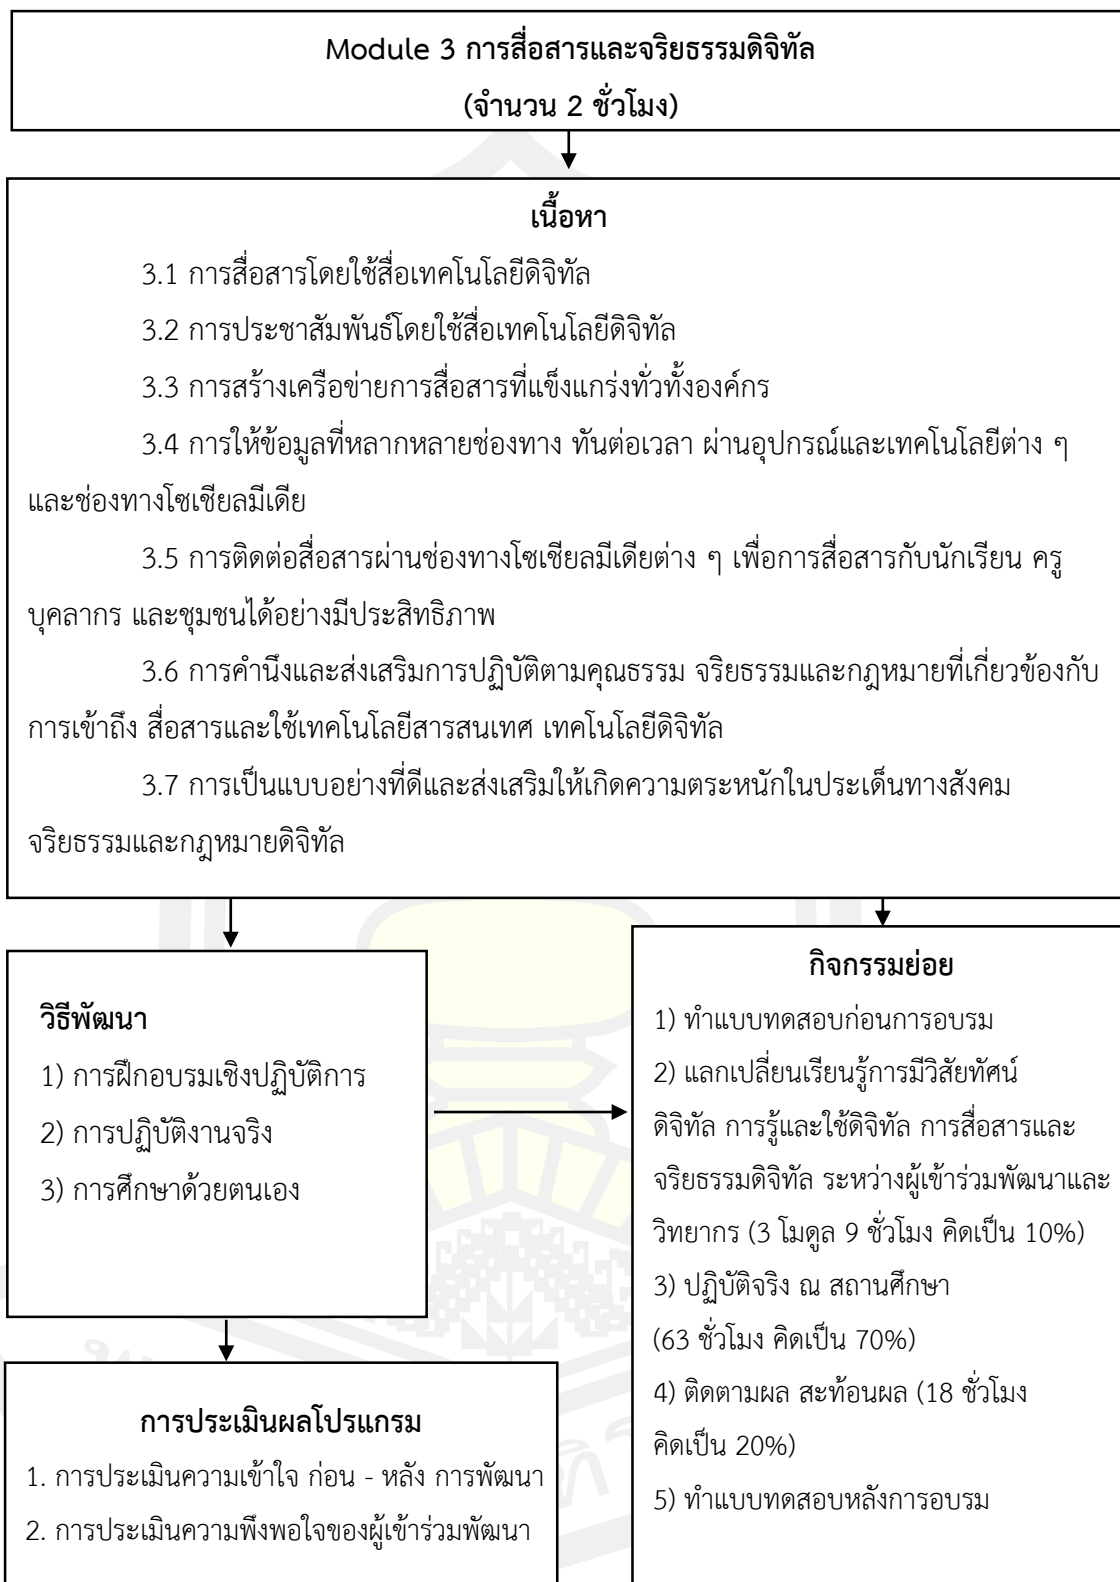 Module 3 การสื่อสารและจริยธรรมดิจิทัล
(จำนวน 2 ชั่วโมง)
เนื้อหา
3.1 การสื่อสารโดยใช้สื่อเทคโนโลยีดิจิทัล
3.2 การประชาสัมพันธ์โดยใช้สื่อเทคโนโลยีดิจิทัล
3.3 การสร้างเครือข่ายการสื่อสารที่แข็งแกร่งทั่วทั้งองค์กร
3.4 การให้ข้อมูลที่หลากหลายช่องทาง ทันต่อเวลา ผ่านอุปกรณ์และเทคโนโลยีต่าง ๆ
และช่องทางโซเชียลมีเดีย
3.5 การติดต่อสื่อสารผ่านช่องทางโซเชียลมีเดียต่าง ๆ เพื่อการสื่อสารกับนักเรียน ครู
บุคลากร และชุมชนได้อย่างมีประสิทธิภาพ
3.6 การคำนึงและส่งเสริมการปฏิบัติตามคุณธรรม จริยธรรมและกฎหมายที่เกี่ยวข้องกับ
การเข้าถึง สื่อสารและใช้เทคโนโลยีสารสนเทศ เทคโนโลยีดิจิทัล
3.7 การเป็นแบบอย่างที่ดีและส่งเสริมให้เกิดความตระหนักในประเด็นทางสังคม
จริยธรรมและกฎหมายดิจิทัล
วิธีพัฒนา
1) การฝึกอบรมเชิงปฏิบัติการ
2) การปฏิบัติงานจริง
3) การศึกษาด้วยตนเอง
กิจกรรมย่อย
1) ทำแบบทดสอบก่อนการอบรม
2) แลกเปลี่ยนเรียนรู้การมีวิสัยทัศน์
ดิจิทัล การรู้และใช้ดิจิทัล การสื่อสารและ
จริยธรรมดิจิทัล ระหว่างผู้เข้าร่วมพัฒนาและ
วิทยากร (3 โมดูล 9 ชั่วโมง คิดเป็น 10%)
3) ปฏิบัติจริง ณ สถานศึกษา
(63 ชั่วโมง คิดเป็น 70%)
4) ติดตามผล สะท้อนผล (18 ชั่วโมง
คิดเป็น 20%)
5) ทำแบบทดสอบหลังการอบรม
การประเมินผลโปรแกรม
1. การประเมินความเข้าใจ ก่อน - หลัง การพัฒนา
2. การประเมินความพึงพอใจของผู้เข้าร่วมพัฒนา